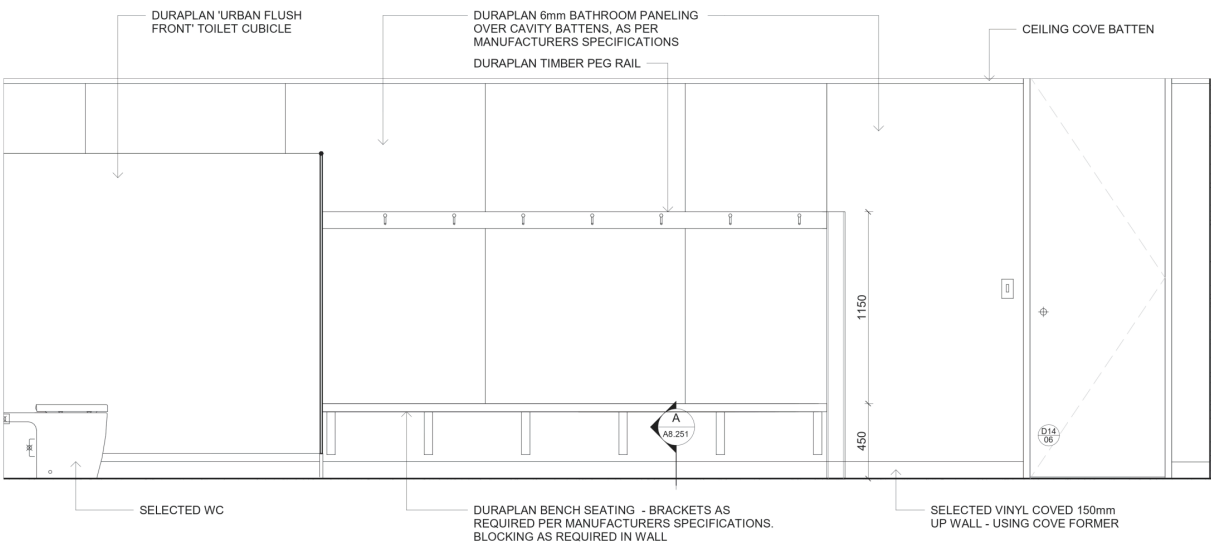 DURAPLAN 'URBAN FLUSH
FRONT' TOILET CUBICLE
DURAPLAN 6mm BATHROOM PANELING
OVER CAVITY BATTENS, AS PER
MANUFACTURERS SPECIFICATIONS
DURAPLAN TIMBER PEG RAIL
CEILING COVE BATTEN
1150
450
A
A8.251
D14
06
SELECTED WC
DURAPLAN BENCH SEATING - BRACKETS AS
REQUIRED PER MANUFACTURERS SPECIFICATIONS.
BLOCKING AS REQUIRED IN WALL
SELECTED VINYL COVED 150mm
UP WALL - USING COVE FORMER